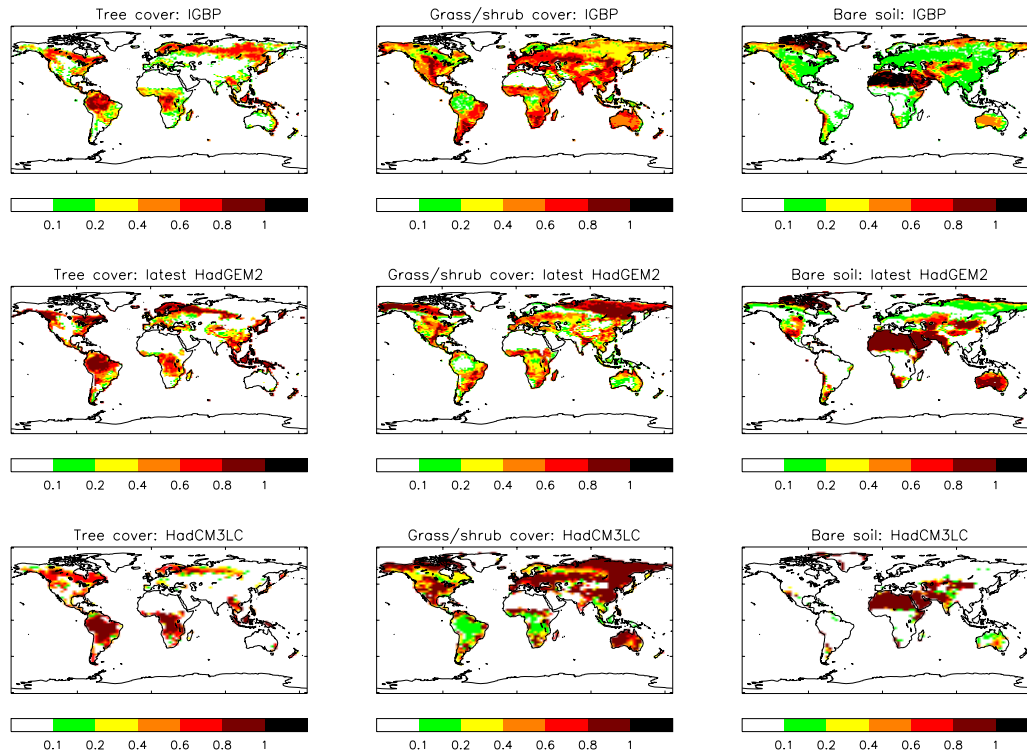 Tree cover: IGBP
Grass/shrub cover: IGBP
Bare soil: IGBP
0.1 0.2 0.4 0.6 0.8 1
0.1 0.2 0.4 0.6 0.8 1
0.1 0.2 0.4 0.6 0.8 1
Tree cover: latest HadGEM2
Grass/shrub cover: latest HadGEM2
Bare soil: latest HadGEM2
0.1 0.2 0.4 0.6 0.8 1
0.1 0.2 0.4 0.6 0.8 1
0.1 0.2 0.4 0.6 0.8 1
Tree cover: HadCM3LC
Grass/shrub cover: HadCM3LC
Bare soil: HadCM3LC
0.1 0.2 0.4 0.6 0.8 1
0.1 0.2 0.4 0.6 0.8 1
0.1 0.2 0.4 0.6 0.8 1